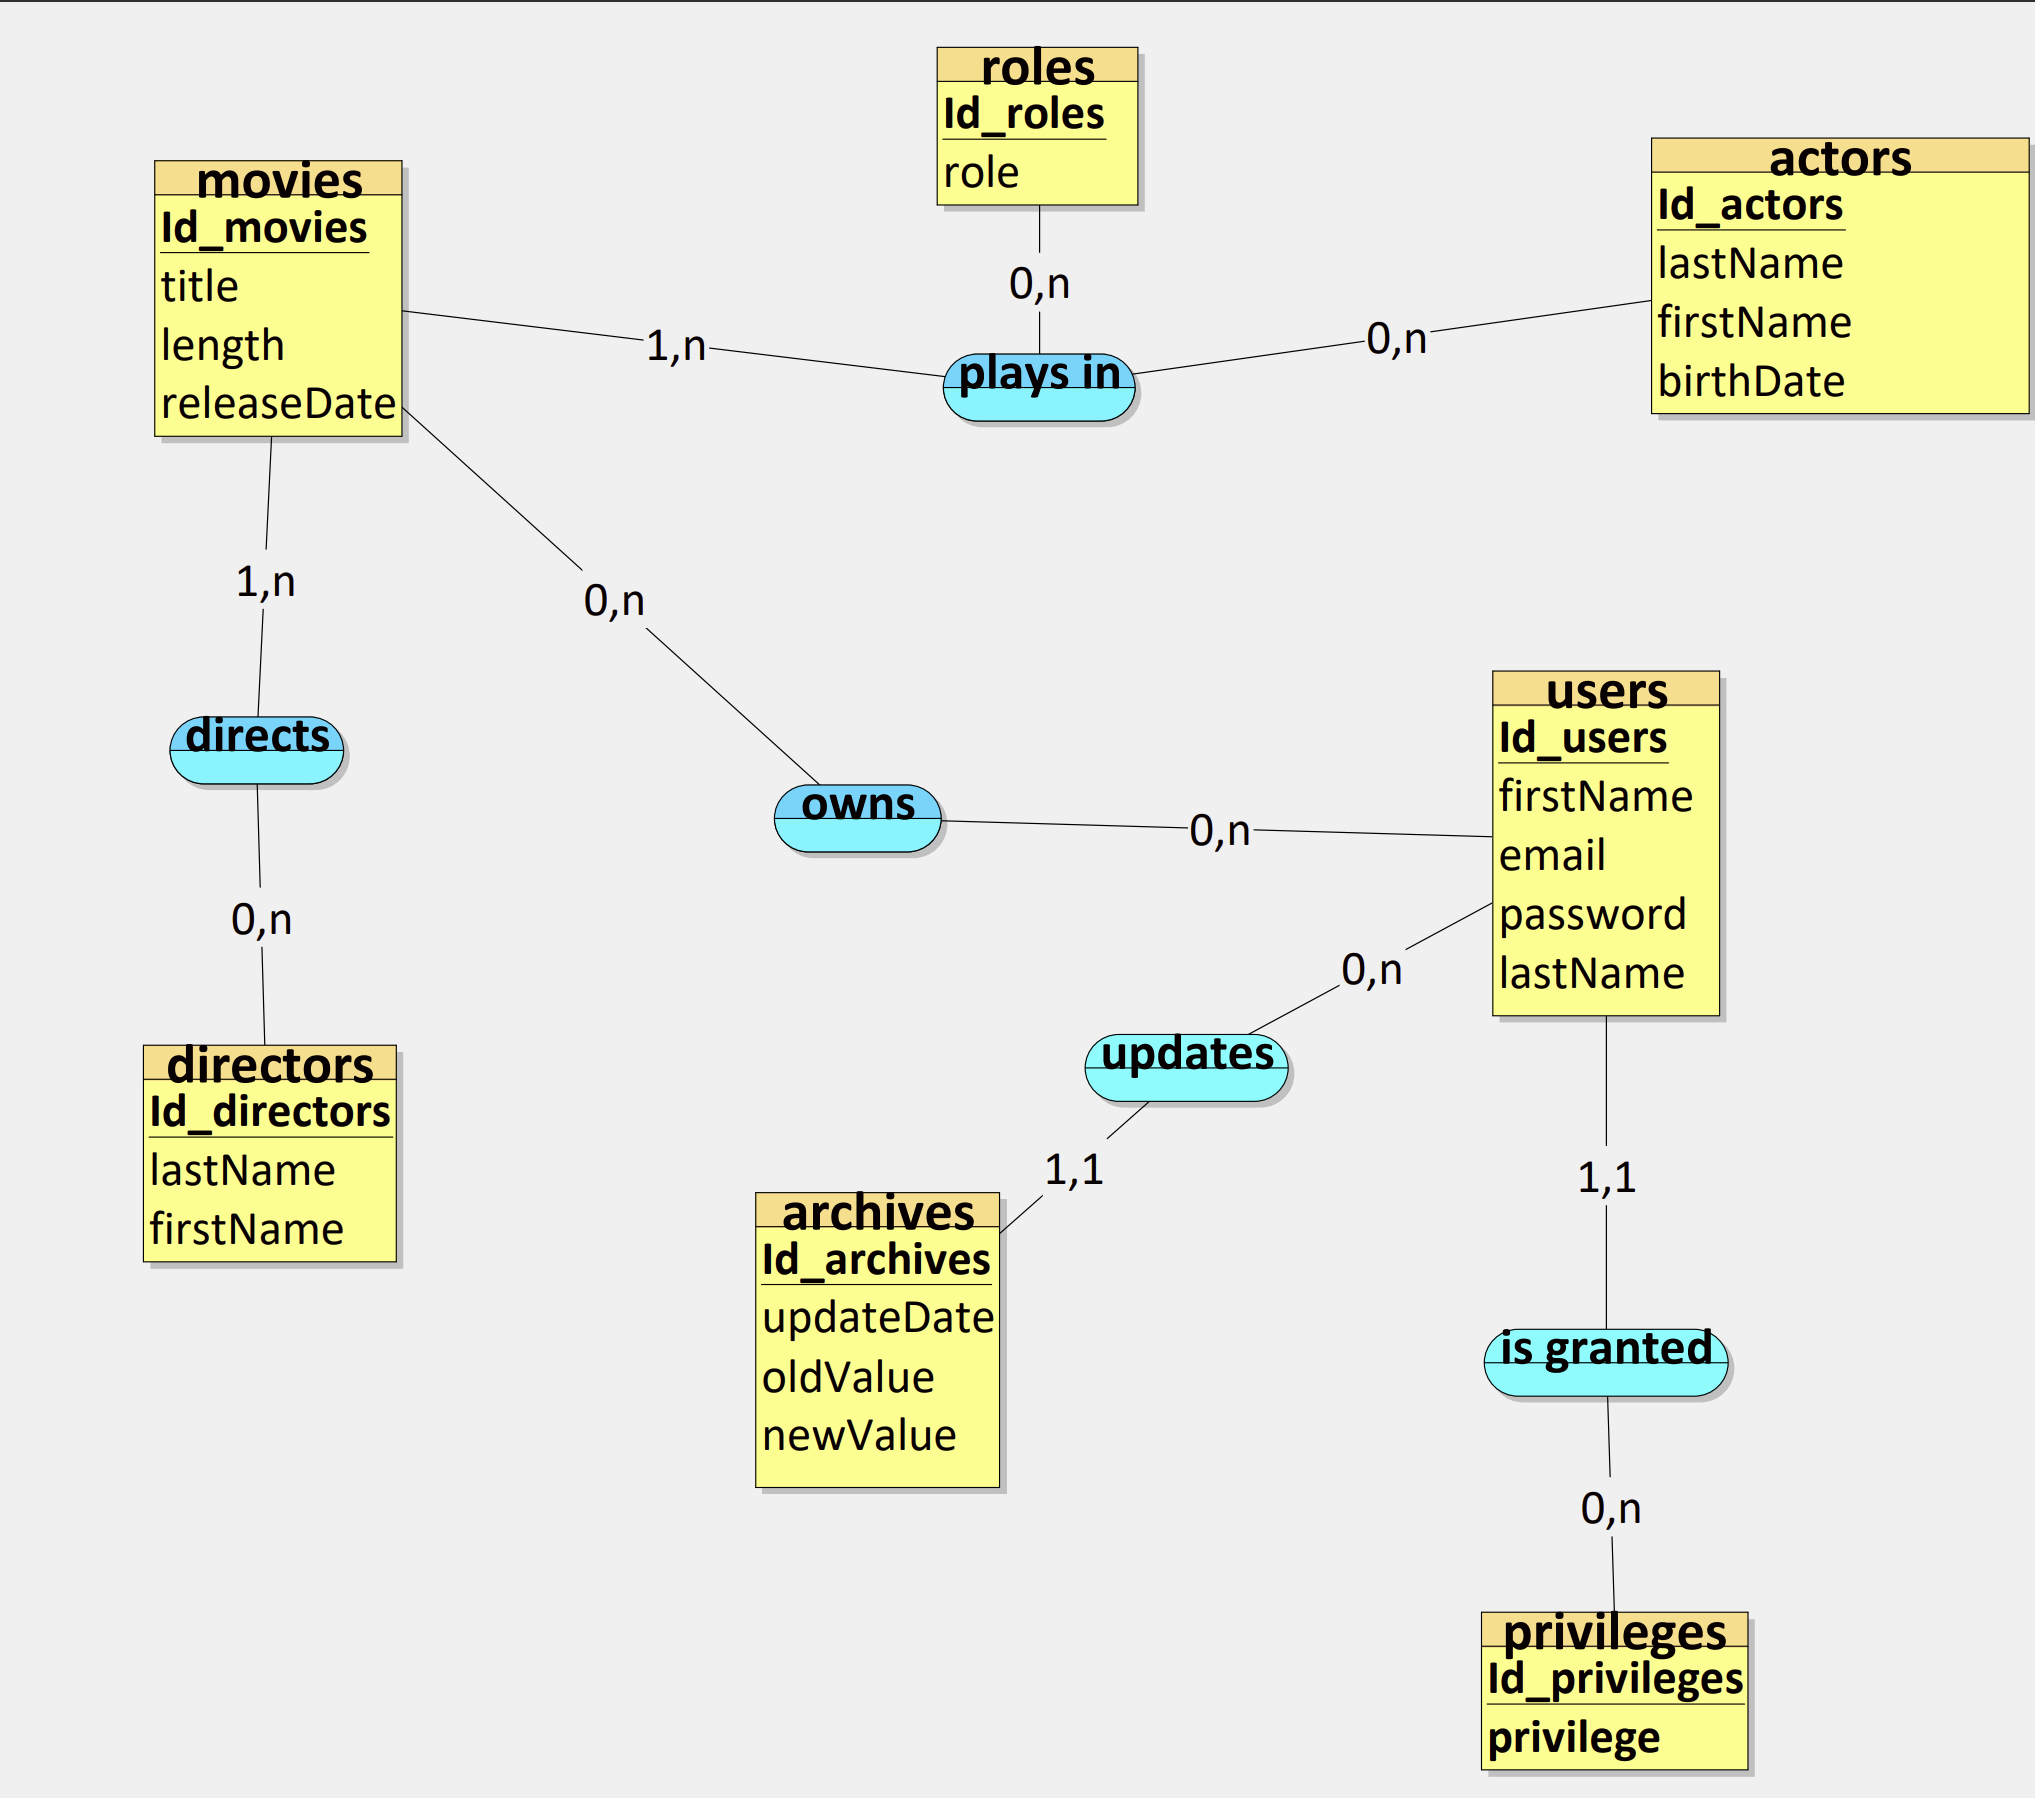 roles
Id_roles
role
movies
Id_movies
title
length
releaseDate
actors
Id_actors
lastName
firstName
birthDate
0,n
1,n
0,n
plays in
1,n
0,n
directs
owns
0,n
users
Id_users
firstName
email
password
lastName
0,n
0,n
updates
1,1
1,1
directors
Id_directors
lastName
firstName
archives
Id_archives
updateDate
oldValue
newValue
is granted
0,n
privileges
Id_privileges
privilege